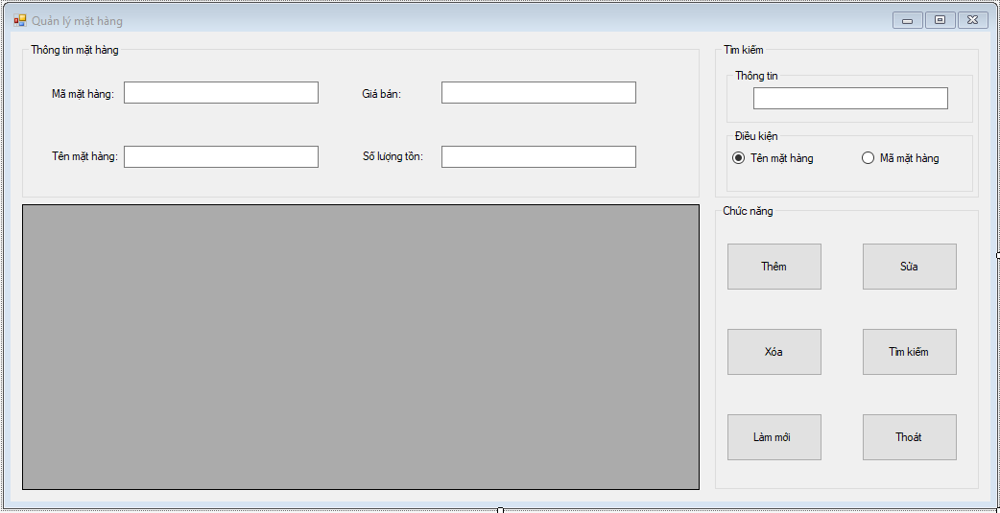 Quản lý mặt hàng
Thông tin mặt hàng
Mã mặt hàng:
Giá bán:
Tên mặt hàng:
Số lượng tồn:
Tìm kiếm
Thông tin
Điều kiện
Tên mặt hàng
Mã mặt hàng
Chức năng
Thêm
Sửa
Xóa
Tìm kiếm
Làm mới
Thoát